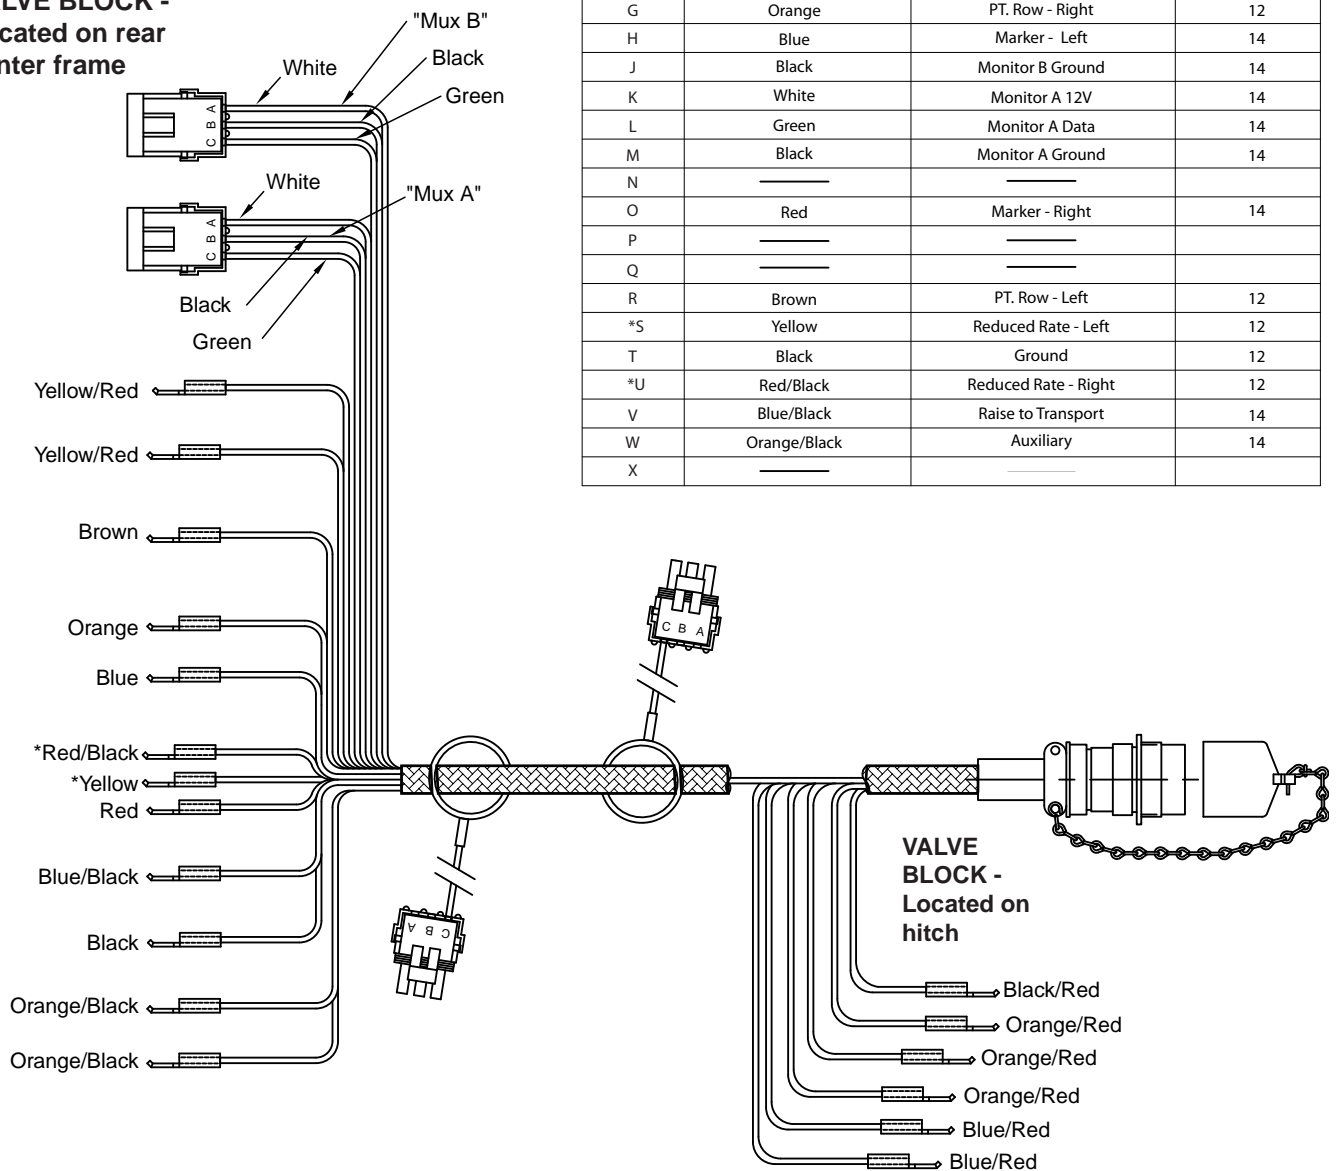 VALVE BLOCK -
cated on rear
nter frame
G Orange PT. Row - Right 12
H Blue Marker - Left 14
J Black Monitor B Ground 14
K White Monitor A 12V 14
L Green Monitor A Data 14
M Black Monitor A Ground 14
N
O Red Marker - Right 14
P
Q
R Brown PT. Row - Left 12
*S Yellow Reduced Rate - Left 12
T Black Ground 12
*U Red/Black Reduced Rate - Right 12
V Blue/Black Raise to Transport 14
W Orange/Black Auxiliary 14
X
"Mux B"
White
Black
Green
C B A
White
"Mux A"
C B A
Black
Green
Yellow/Red
Yellow/Red
Brown
Orange
Blue
*Red/Black
*Yellow
Red
Blue/Black
Black
Orange/Black
Orange/Black
C B A
C B A
VALVE
BLOCK -
Located on
hitch
Black/Red
Orange/Red
Orange/Red
Orange/Red
Blue/Red
Blue/Red